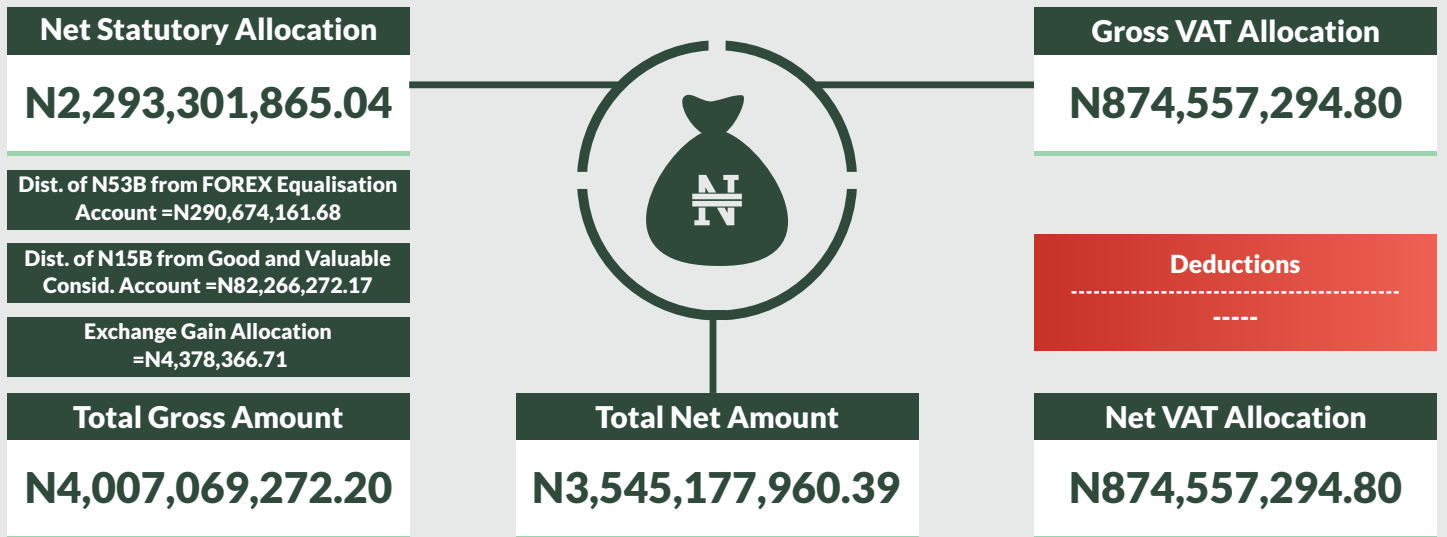 Net Statutory Allocation
N2,293,301,865.04
Dist. of N53B from FOREX Equalisation
Account =N290,674,161.68
Dist. of N15B from Good and Valuable
Consid. Account =N82,266,272.17
Exchange Gain Allocation
=N4,378,366.71
Total Gross Amount
N4,007,069,272.20
₦
Total Net Amount
N3,545,177,960.39
Gross VAT Allocation
N874,557,294.80
Deductions
--------------------------------------------
-----
Net VAT Allocation
N874,557,294.80